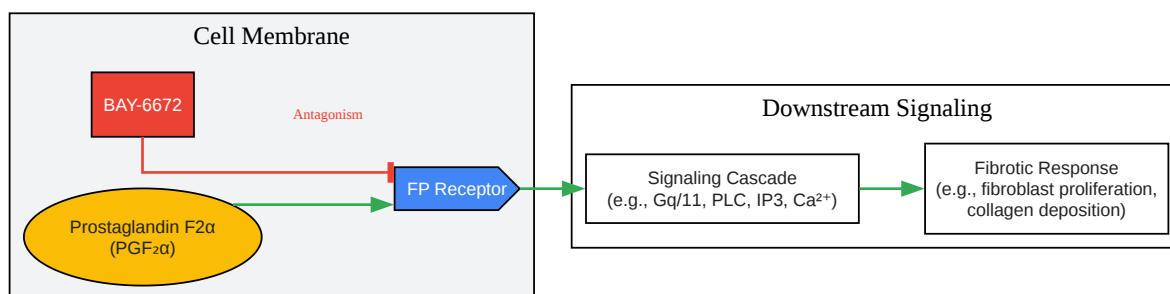 Cell Membrane
BAY-6672
Antagonism
FP Receptor
Prostaglandin F2α
(PGF₂α)
Downstream Signaling
Signaling Cascade
(e.g., Gq/11, PLC, IP3, Ca²⁺)
Fibrotic Response
(e.g., fibroblast proliferation,
collagen deposition)